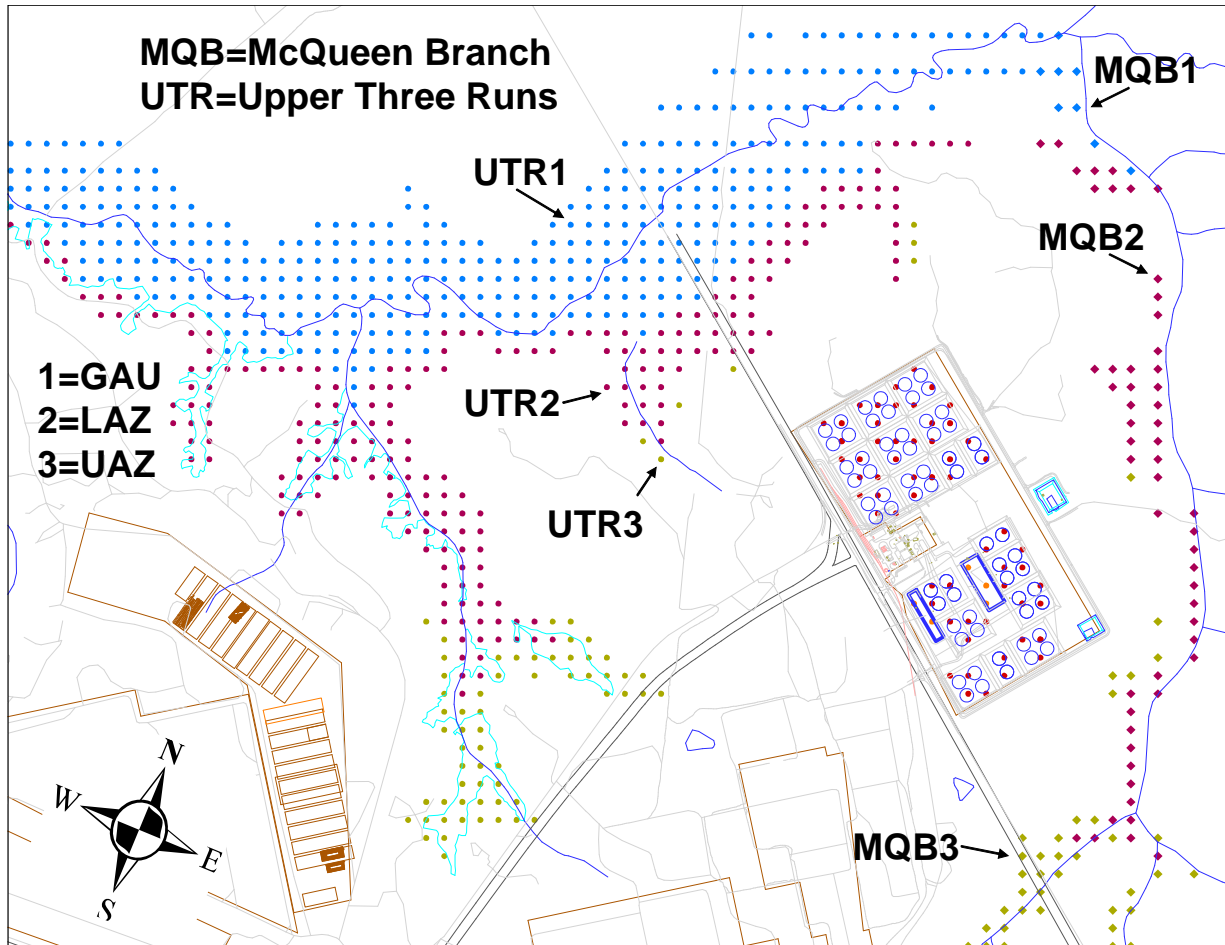 MQB=McQueen Branch
UTR=Upper Three Runs
MQB1
UTR1
MQB2
1=GAU
2=LAZ
3=UAZ
UTR2
UTR3
MQB3
N
W
E
S